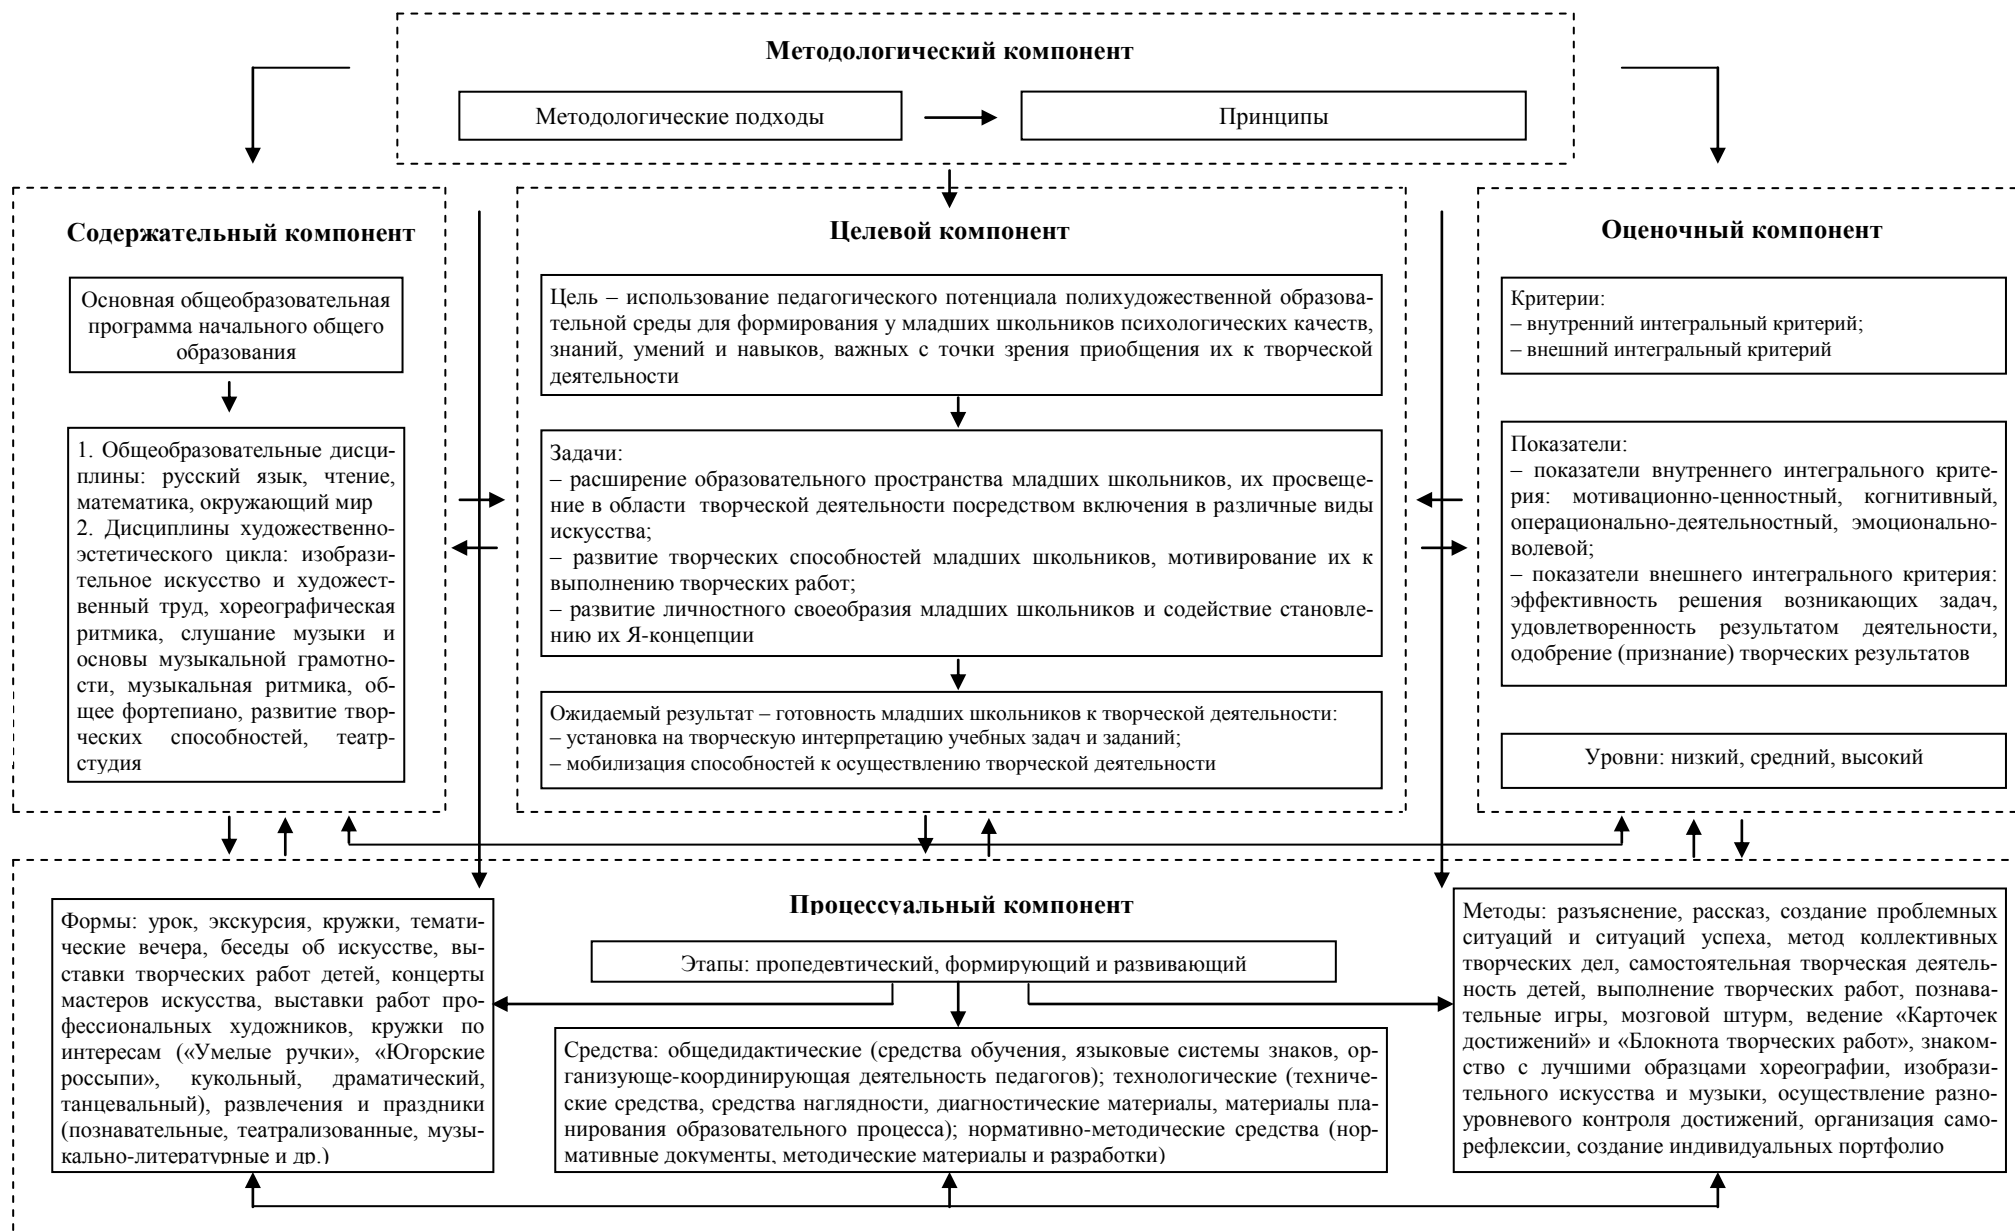 Методологический компонент
Методологические подходы
Принципы
Содержательный компонент
Основная общеобразовательная
программа начального общего
образования
1. Общеобразовательные дисци-
плины: русский язык, чтение,
математика, окружающий мир
2. Дисциплины художественно-
эстетического цикла: изобрази-
тельное искусство и художест-
венный труд, хореографическая
ритмика, слушание музыки и
основы музыкальной грамотно-
сти, музыкальная ритмика, об-
щее фортепиано, развитие твор-
ческих способностей, театр-
студия
Целевой компонент
Цель – использование педагогического потенциала полихудожественной образова-
тельной среды для формирования у младших школьников психологических качеств,
знаний, умений и навыков, важных с точки зрения приобщения их к творческой
деятельности
Задачи:
– расширение образовательного пространства младших школьников, их просвеще-
ние в области творческой деятельности посредством включения в различные виды
искусства;
– развитие творческих способностей младших школьников, мотивирование их к
выполнению творческих работ;
– развитие личностного своеобразия младших школьников и содействие становле-
нию их Я-концепции
Ожидаемый результат – готовность младших школьников к творческой деятельности:
– установка на творческую интерпретацию учебных задач и заданий;
– мобилизация способностей к осуществлению творческой деятельности
Оценочный компонент
Критерии:
– внутренний интегральный критерий;
– внешний интегральный критерий
Показатели:
– показатели внутреннего интегрального крите-
рия: мотивационно-ценностный, когнитивный,
операционально-деятельностный, эмоционально-
волевой;
– показатели внешнего интегрального критерия:
эффективность решения возникающих задач,
удовлетворенность результатом деятельности,
одобрение (признание) творческих результатов
Уровни: низкий, средний, высокий
Процессуальный компонент
Формы: урок, экскурсия, кружки, темати-
ческие вечера, беседы об искусстве, вы-
ставки творческих работ детей, концерты
мастеров искусства, выставки работ про-
фессиональных художников, кружки по
интересам («Умелые ручки», «Югорские
россыпи», кукольный, драматический,
танцевальный), развлечения и праздники
(познавательные, театрализованные, музы-
кально-литературные и др.)
Этапы: пропедевтический, формирующий и развивающий
Средства: общедидактические (средства обучения, языковые системы знаков, ор-
ганизующе-координирующая деятельность педагогов); технологические (техниче-
ские средства, средства наглядности, диагностические материалы, материалы пла-
нирования образовательного процесса); нормативно-методические средства (нор-
мативные документы, методические материалы и разработки)
Методы: разъяснение, рассказ, создание проблемных
ситуаций и ситуаций успеха, метод коллективных
творческих дел, самостоятельная творческая деятель-
ность детей, выполнение творческих работ, познава-
тельные игры, мозговой штурм, ведение «Карточек
достижений» и «Блокнота творческих работ», знаком-
ство с лучшими образцами хореографии, изобрази-
тельного искусства и музыки, осуществление разно-
уровневого контроля достижений, организация само-
рефлексии, создание индивидуальных портфолио